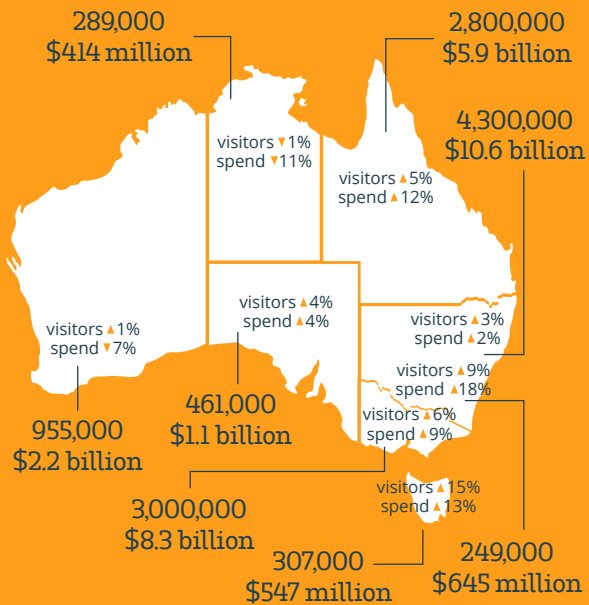 289,000
$414 million
2,800,000
$5.9 billion
4,300,000
$10.6 billion
visitors ▼1%
spend ▼11%
visitors ▲5%
spend ▲12%
visitors ▲4%
spend ▲4%
visitors ▲3%
spend ▲2%
visitors ▲1%
spend ▼7%
visitors ▲9%
spend ▲18%
visitors ▲6%
spend ▲9%
461,000
$1.1 billion
955,000
$2.2 billion
visitors ▲15%
spend ▲13%
3,000,000
$8.3 billion
307,000
$547 million
249,000
$645 million